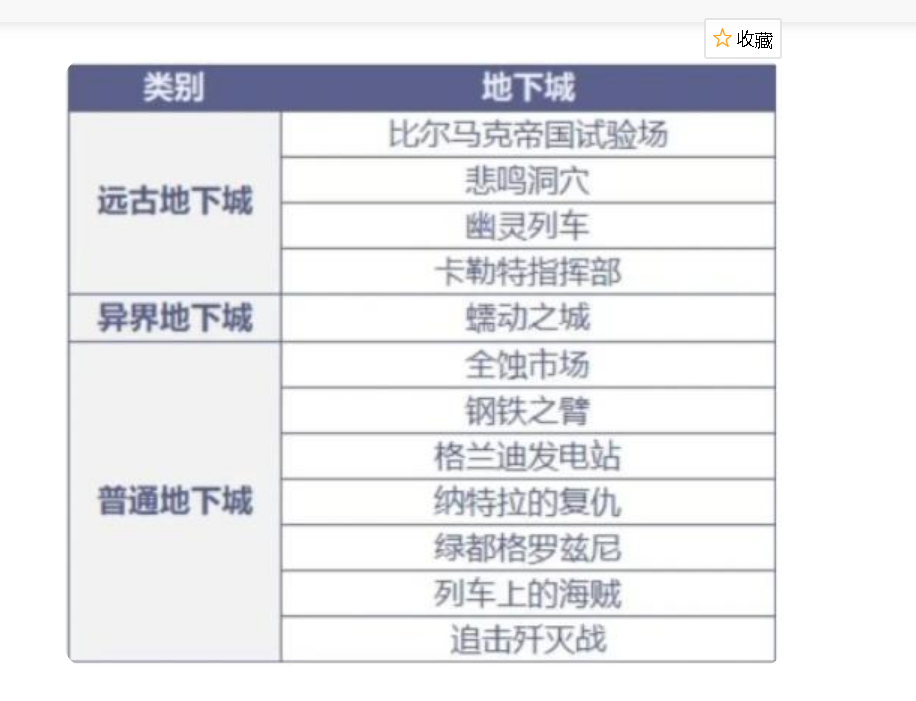 收藏
类别 地下城
远古地下城
比尔马克帝国试验场
悲鸣洞穴
幽灵列车
卡勒特指挥部
异界地下城 蠕动之城
普通地下城
全蚀市场
钢铁之臂
格兰迪发电站
纳特拉的复仇
绿都格罗兹尼
列车上的海贼
追击歼灭战